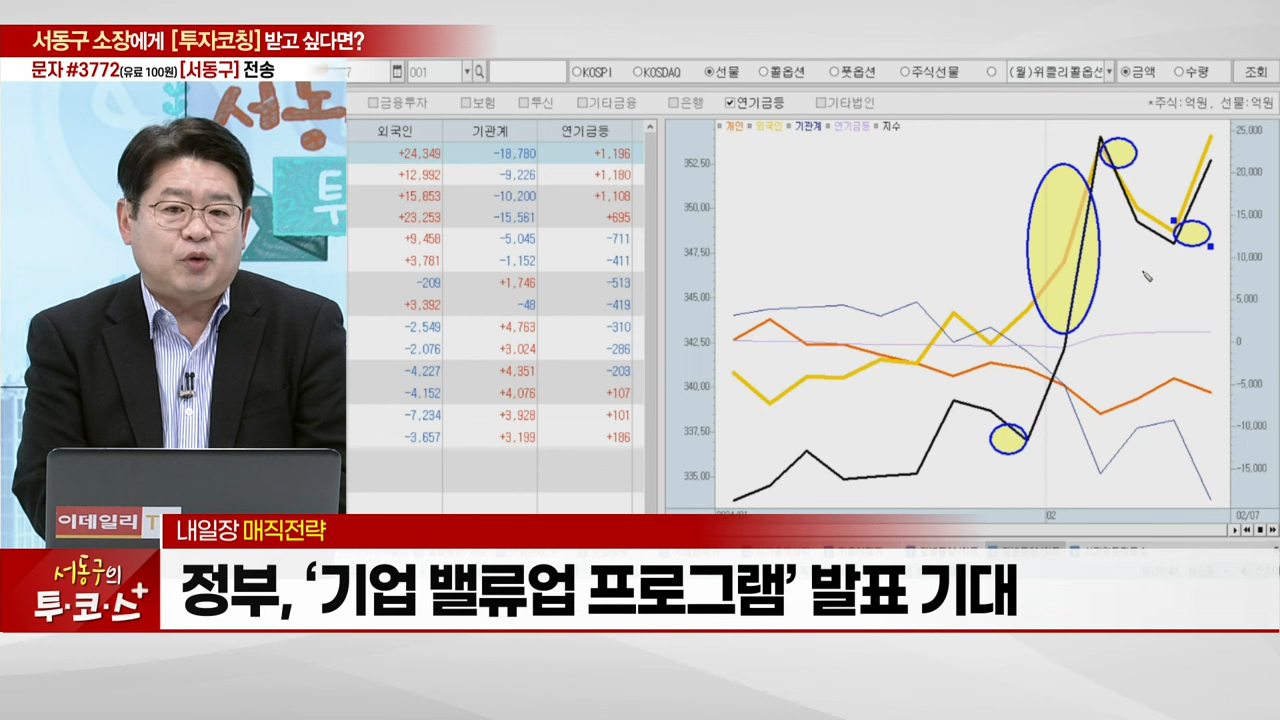 서동구 소장에게 [투자코칭] 받고 싶다면?
문자 #3772(유료 100원) [서동구] 전송
001 KOSPI KOSDAQ 선물 콜옵션 풋옵션 주식선물 (월)위클리콜옵션 금액 수량 조회
금융투자 보험 투신 기타금융 은행 연기금등 기타법인 *주식:억원, 선물:억원
외국인 기관계 연기금등
+24,349 -18,780 +1,196
+12,992 -9,226 +1,180
+15,853 -10,200 +1,108
+23,253 -15,561 +695
+9,458 -5,045 -711
+3,781 -1,152 -411
-209 +1,746 -513
+3,392 -48 -419
-2,549 +4,763 -310
-2,076 +3,024 -286
-4,227 +4,351 -203
-4,152 +4,076 +107
-7,234 +3,928 +101
-3,657 +3,199 +186
개인 외국인 기관계 연기금등 지수
352,50
350,00
347,50
345,00
342,50
340,00
337,50
335,00
25,000
20,000
15,000
10,000
5,000
0
-5,000
-10,000
-15,000
02 02/07
이데일리 T
내일장 매직전략
서동구의
투·코·스+
정부, ‘기업 밸류업 프로그램’ 발표 기대